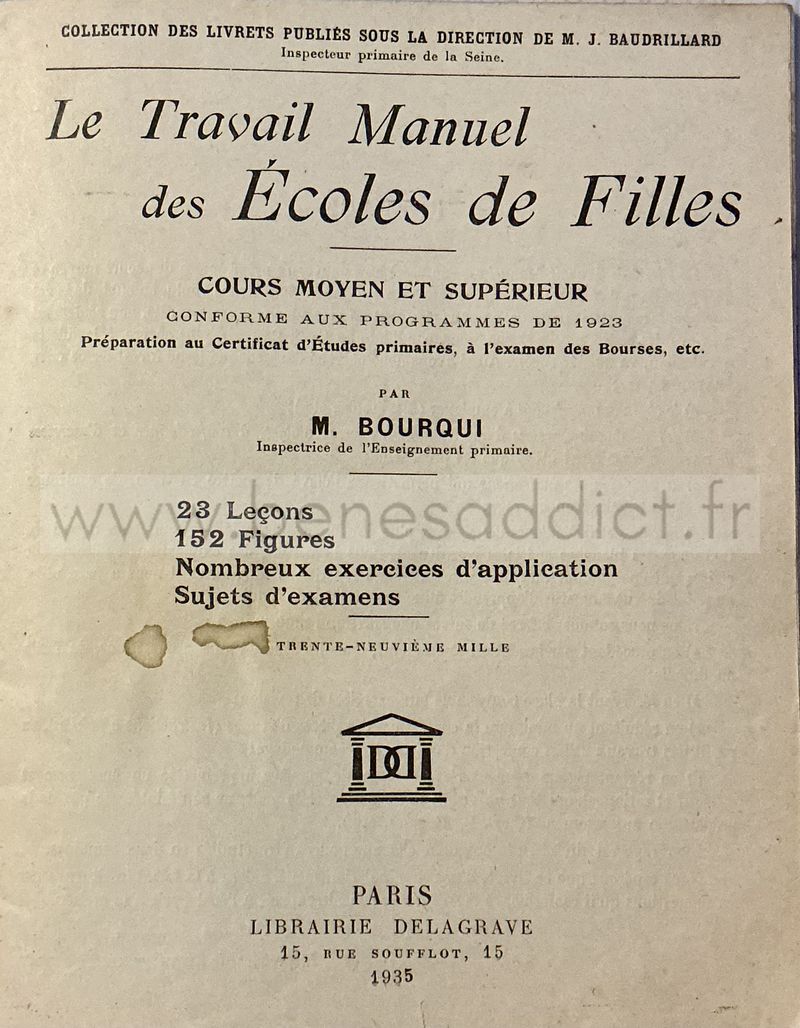 COLLECTION DES LIVRETS PUBLIÉS SOUS LA DIRECTION DE M. J. BAUDRILLARD
Inspecteur primaire de la Seine.
Le Travail Manuel
des Écoles de Filles
COURS MOYEN ET SUPÉRIEUR
CONFORME AUX PROGRAMMES DE 1923
Préparation au Certificat d'Études primaires, à l'examen des Bourses, etc.
PAR
M. BOURQUI
Inspectrice de l'Enseignement primaire.
www.benesaddict.fr
23 Leçons
152 Figures
Nombreux exercices d'application
Sujets d'examens
TRENTE-NEUVIÈME MILLE
PARIS
LIBRAIRIE DELAGRAVE
15, RUE SOUFFLOT, 15
1935